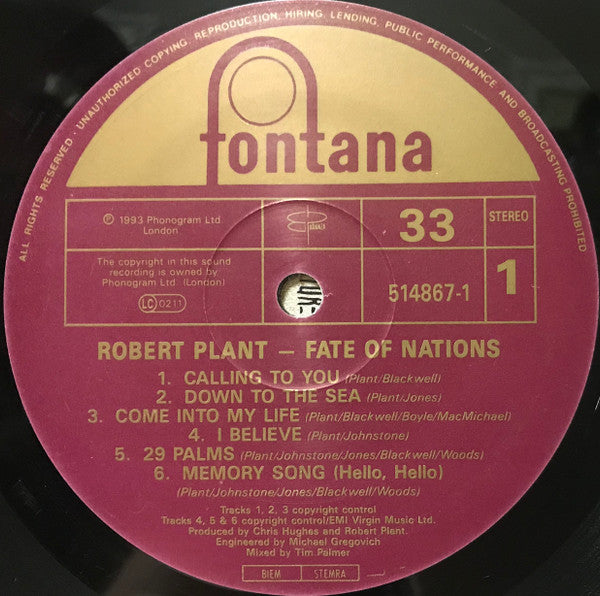 ALL RIGHTS RESERVED · UNAUTHORIZED COPYING, REPRODUCTION, HIRING, LENDING, PUBLIC PERFORMANCE AND BROADCASTING PROHIBITED
fontana
℗ 1993 Phonogram Ltd.
London
33
STEREO
The copyright in this sound
recording is owned by
Phonogram Ltd. (London)
LC 0211
514867-1
1
ROBERT PLANT – FATE OF NATIONS
1. CALLING TO YOU (Plant/Blackwell)
2. DOWN TO THE SEA (Plant/Jones)
3. COME INTO MY LIFE (Plant/Blackwell/Boyle/MacMichael)
4. I BELIEVE (Plant/Johnstone)
5. 29 PALMS (Plant/Johnstone/Jones/Blackwell/Woods)
6. MEMORY SONG (Hello, Hello)
(Plant/Johnstone/Jones/Blackwell/Woods)
Tracks 1, 2, 3 copyright control
Tracks 4, 5 & 6 copyright control/EMI Virgin Music Ltd.
Produced by Chris Hughes and Robert Plant.
Engineered by Michael Gregovich
Mixed by Tim Palmer
BIEM STEMRA